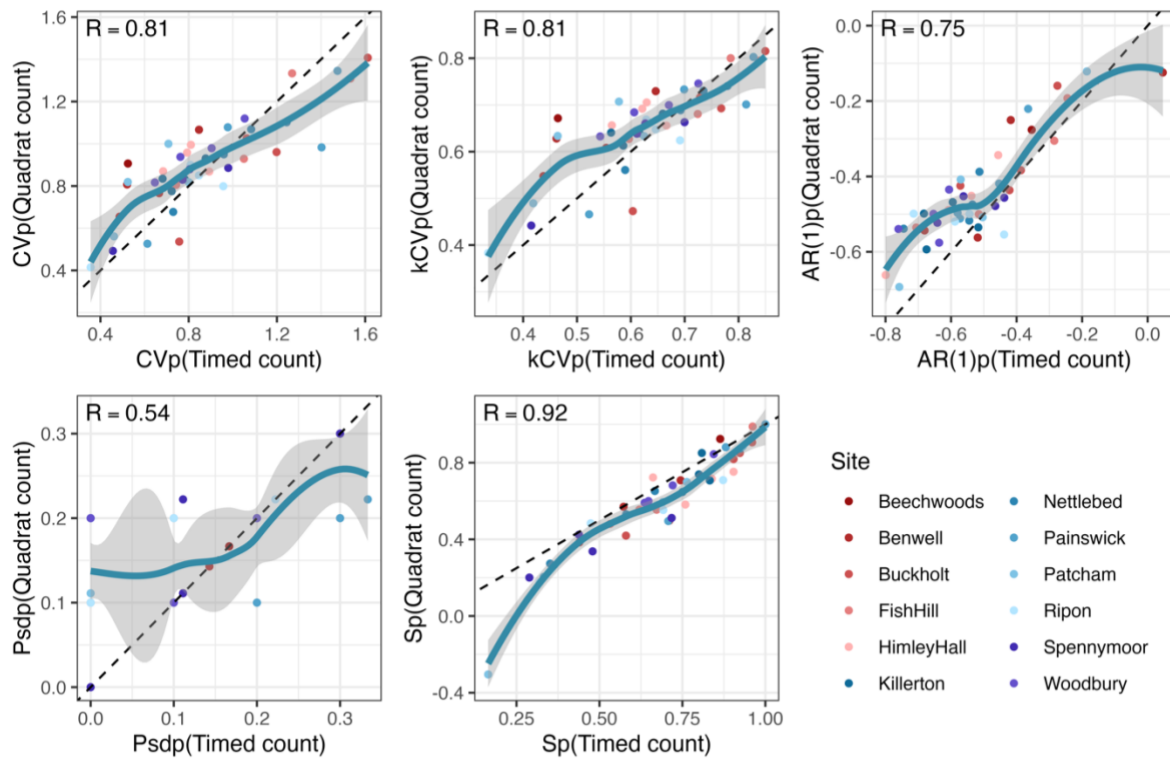 R = 0.81
CVp(Quadrat count)
1.6
1.2
0.8
0.4
0.4 0.8 1.2 1.6
CVp(Timed count)
R = 0.81
kCVp(Quadrat count)
0.8
0.6
0.4
0.4 0.5 0.6 0.7 0.8
kCVp(Timed count)
R = 0.75
AR(1)p(Quadrat count)
-0.0
-0.2
-0.4
-0.6
-0.8 -0.6 -0.4 -0.2 0.0
AR(1)p(Timed count)
R = 0.54
Psdp(Quadrat count)
0.3
0.2
0.1
0.0
0.0 0.1 0.2 0.3
Psdp(Timed count)
R = 0.92
Sp(Quadrat count)
0.8
0.4
0.0
-0.4
0.25 0.50 0.75 1.00
Sp(Timed count)
Site
Beechwoods
Benwell
Buckholt
FishHill
HimleyHall
Killerton
Nettlebed
Painswick
Patcham
Ripon
Spennymoor
Woodbury